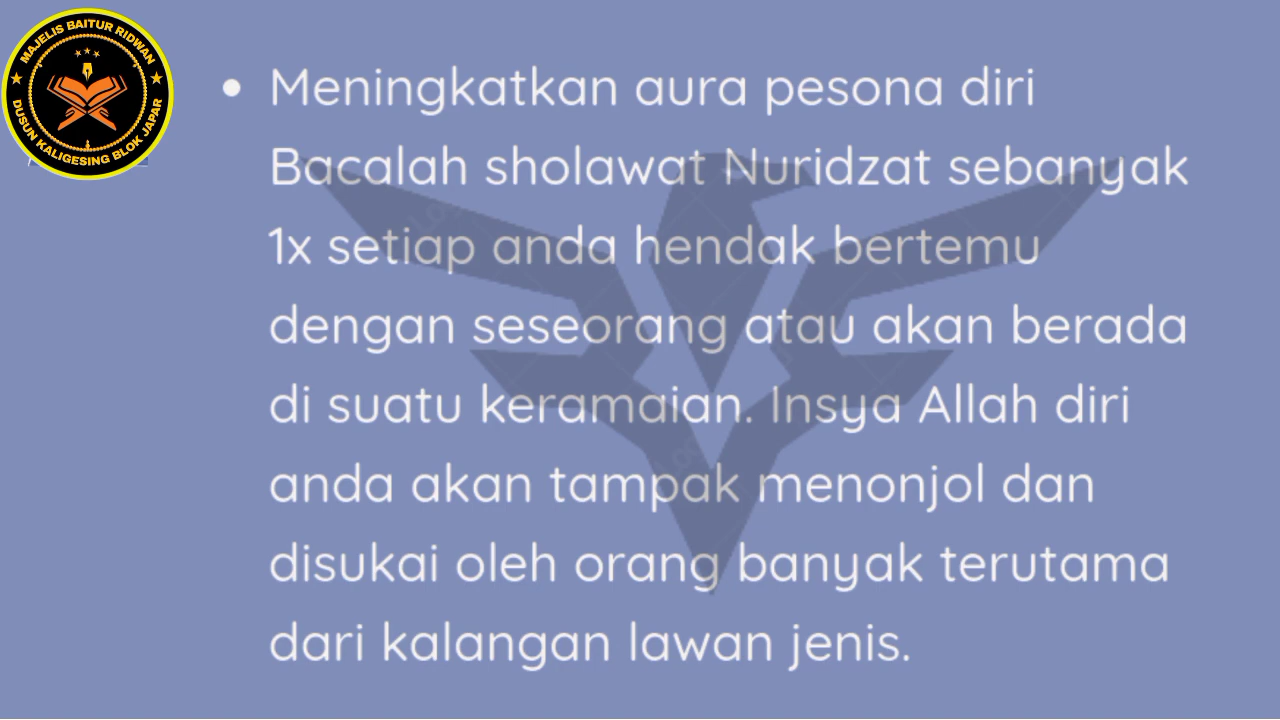 MAJELIS BAITUR RIDWAN
DUSUN KALIGESING BLOK JAPAR
• Meningkatkan aura pesona diri
Bacalah sholawat Nuridzat sebanyak
1x setiap anda hendak bertemu
dengan seseorang atau akan berada
di suatu keramaian. Insya Allah diri
anda akan tampak menonjol dan
disukai oleh orang banyak terutama
dari kalangan lawan jenis.